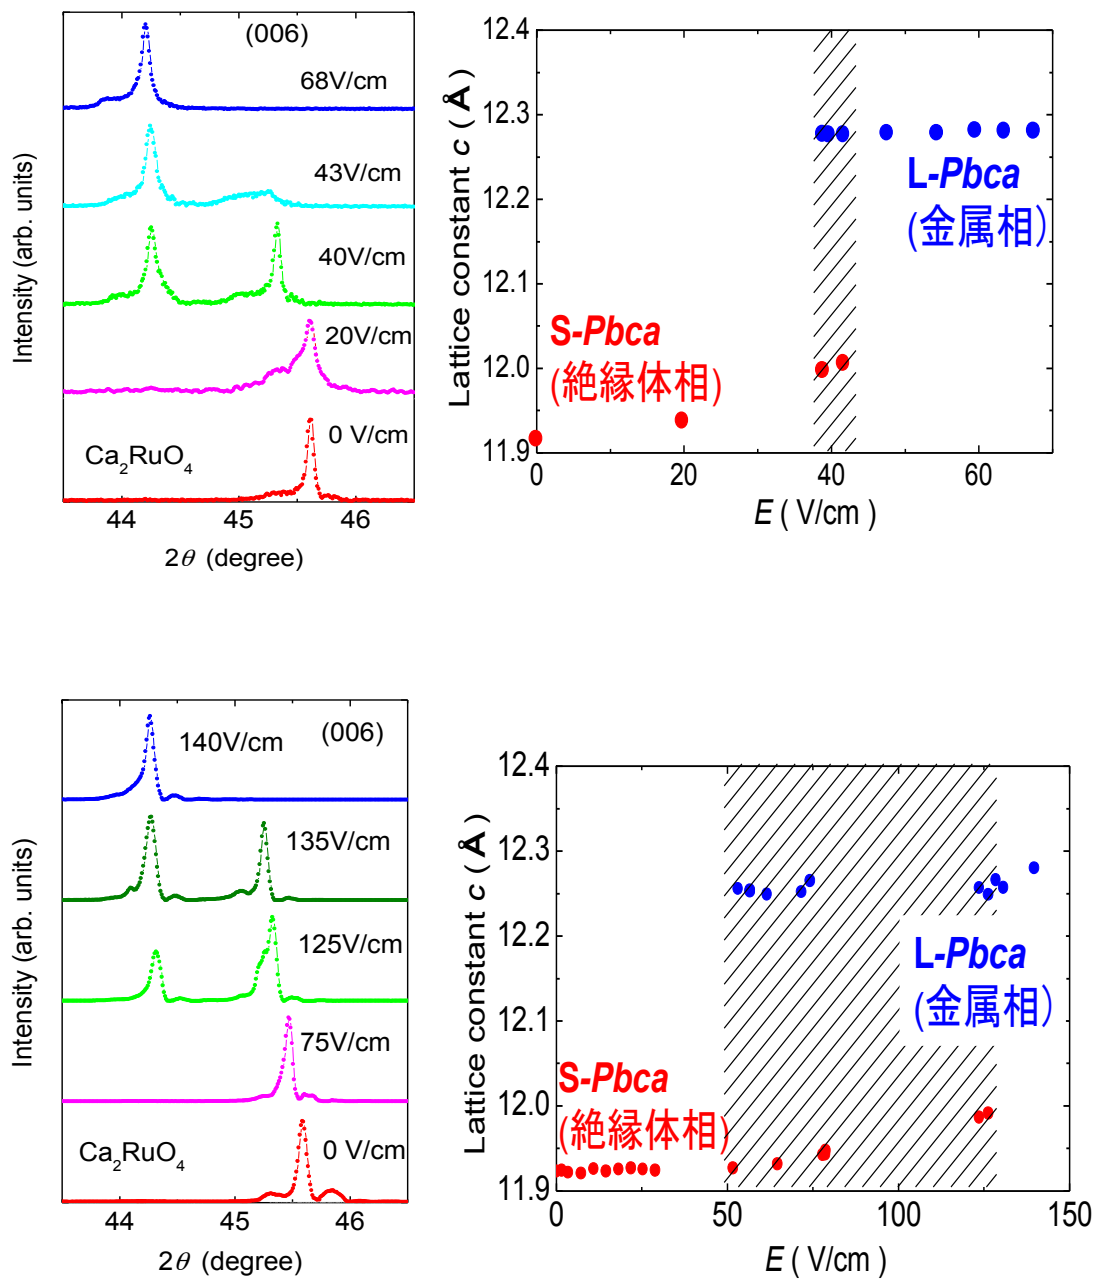 (006)
68V/cm
43V/cm
40V/cm
20V/cm
0 V/cm
Ca₂RuO₄
Intensity (arb. units)
44 45 46
2θ (degree)
12.4
12.3
12.2
12.1
12.0
11.9
Lattice constant c ( Å )
L-Pbca
(金属相)
S-Pbca
(絶縁体相)
0 20 40 60
E ( V/cm )
140V/cm (006)
135V/cm
125V/cm
75V/cm
0 V/cm
Ca₂RuO₄
Intensity (arb. units)
44 45 46
2θ (degree)
12.4
12.3
12.2
12.1
12.0
11.9
Lattice constant c ( Å )
L-Pbca
(金属相)
S-Pbca
(絶縁体相)
0 50 100 150
E ( V/cm )